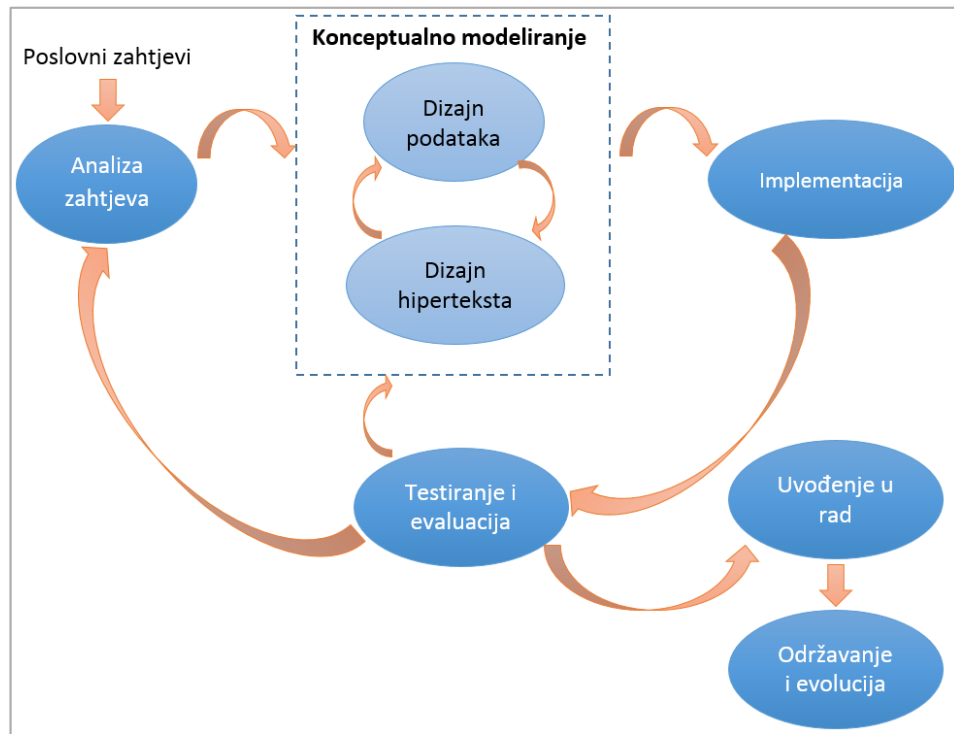 Konceptualno modeliranje
Poslovni zahtjevi
Dizajn
podataka
Analiza
zahtjeva
Implementacija
Dizajn
hiperteksta
Testiranje i
evaluacija
Uvođenje u
rad
Održavanje
i evolucija